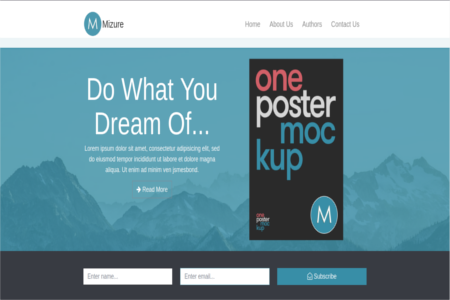 M Mizure
Home About Us Authors Contact Us
Do What You
Dream Of...
Lorem ipsum dolor sit amet, consectetur adipisicing elit, sed
do eiusmod tempor incididunt ut labore et dolore magna
aliqua. Ut enim ad minim ven jomesbond.
Read More
one
poster
moc
kup
one
poster
moc
kup
M
Enter name...
Enter email...
Subscribe